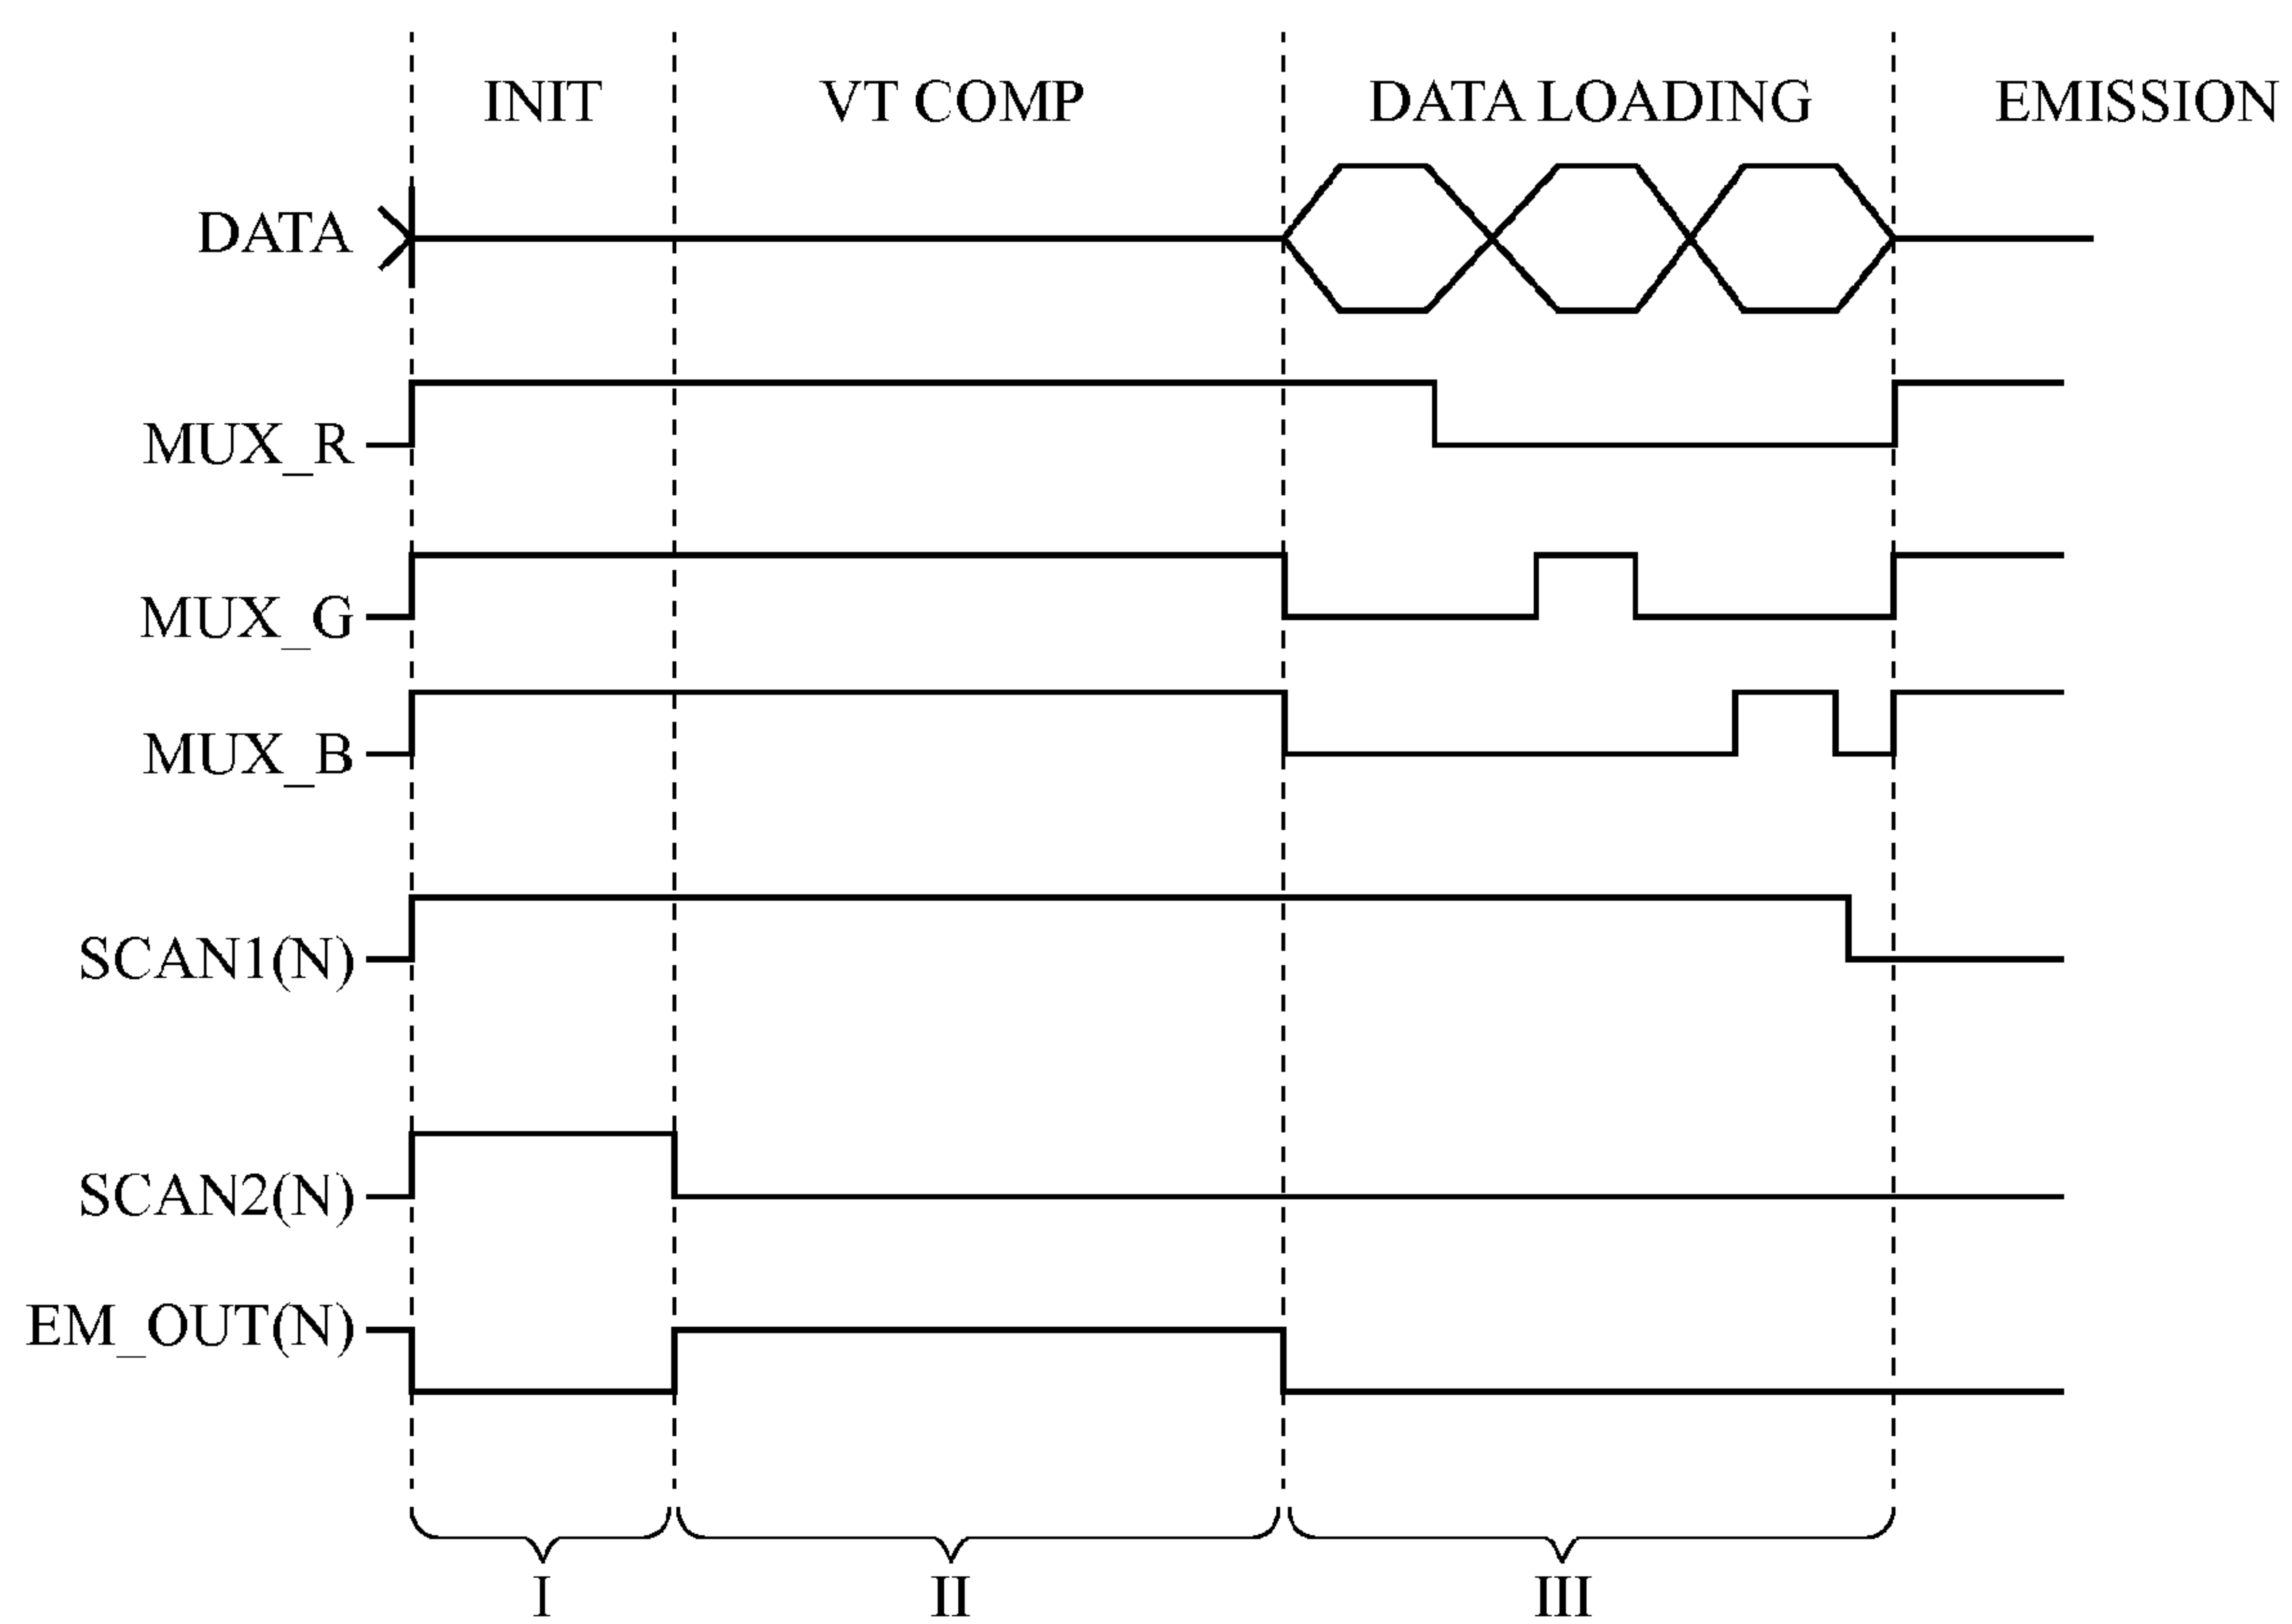 INIT VT COMP DATA LOADING EMISSION
DATA
MUX_R
MUX_G
MUX_B
SCAN1(N)
SCAN2(N)
EM_OUT(N)
I II III